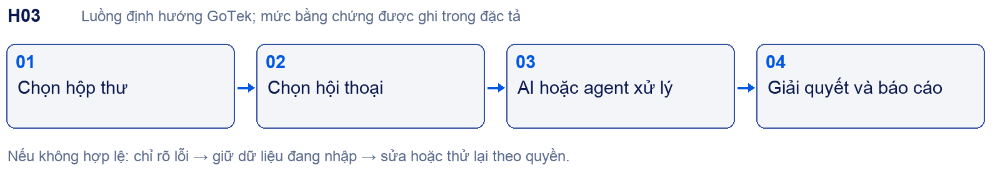 H03 Luồng định hướng GoTek; mức bằng chứng được ghi trong đặc tả
01
Chọn hộp thư
02
Chọn hội thoại
03
AI hoặc agent xử lý
04
Giải quyết và báo cáo
Nếu không hợp lệ: chỉ rõ lỗi → giữ dữ liệu đang nhập → sửa hoặc thử lại theo quyền.